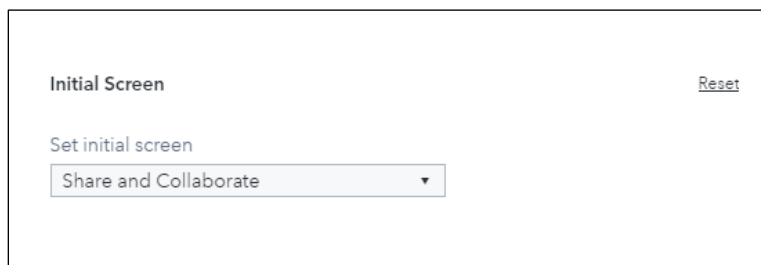 Initial Screen
Reset
Set initial screen
Share and Collaborate